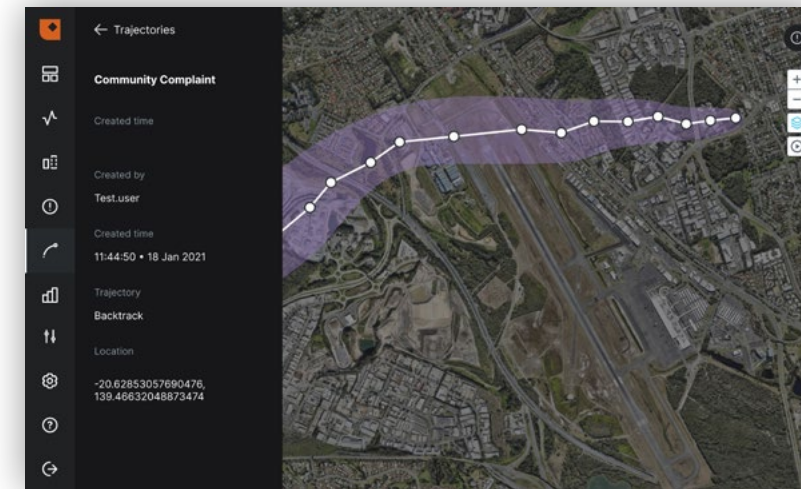 ← Trajectories
Community Complaint
Created time
Created by
Test.user
Created time
11:44:50 • 18 Jan 2021
Trajectory
Backtrack
Location
-20.62853057690476,
139.46632048873474